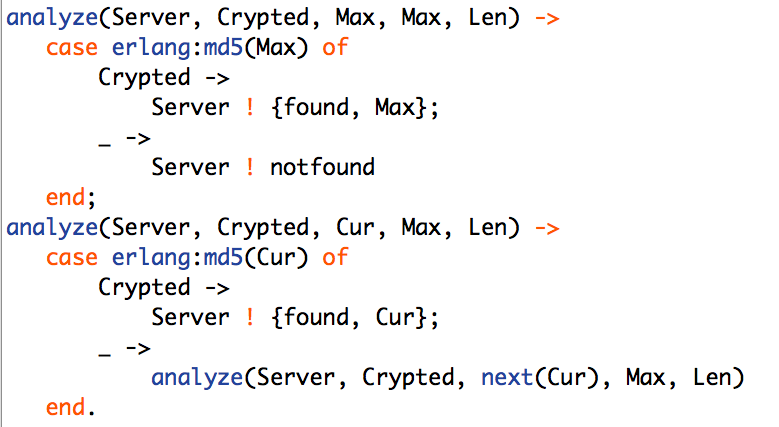 analyze(Server, Crypted, Max, Max, Len) ->
   case erlang:md5(Max) of
       Crypted ->
           Server ! {found, Max};
       _ ->
           Server ! notfound
   end;
analyze(Server, Crypted, Cur, Max, Len) ->
   case erlang:md5(Cur) of
       Crypted ->
           Server ! {found, Cur};
       _ ->
           analyze(Server, Crypted, next(Cur), Max, Len)
   end.